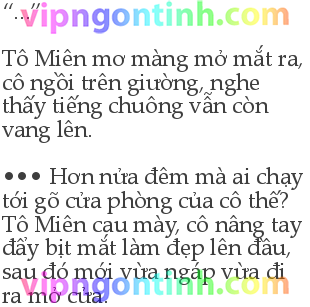 “...”
vipngontinh.com
Tô Miên mơ màng mở mắt ra,
cô ngồi trên giường, nghe
thấy tiếng chuông vẫn còn
vang lên.
••• Hơn nửa đêm mà ai chạy
tới gõ cửa phòng của cô thế?
Tô Miên cau mày, cô nâng tay
đẩy bịt mắt làm đẹp lên đầu,
sau đó mới vừa ngáp vừa đi
ra mở cửa.
vipngontinh.com